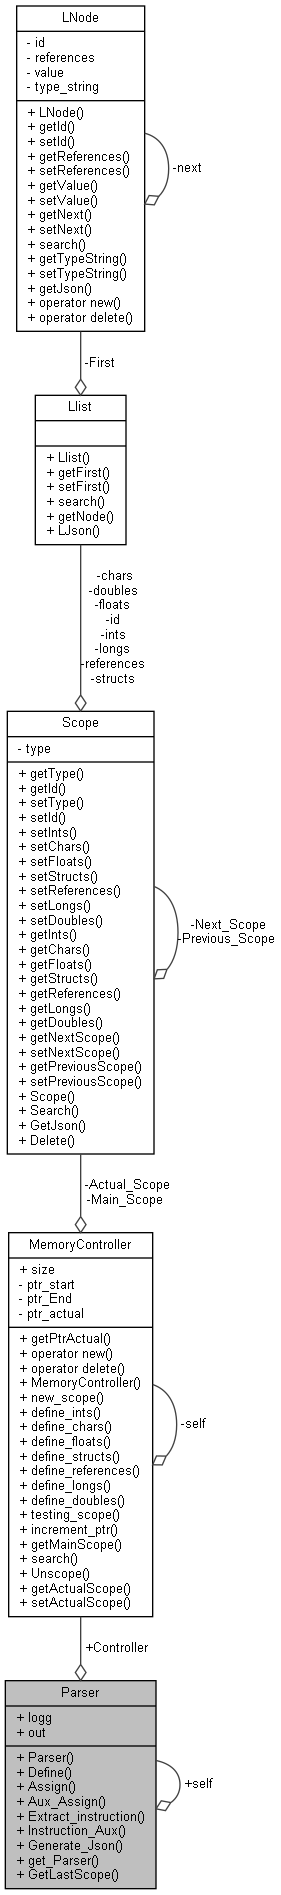 LNode
- id
- references
- value
- type_string
+ LNode()
+ getId()
+ setId()
+ getReferences()
+ setReferences()
+ getValue()
+ setValue()
+ getNext()
+ setNext()
+ search()
+ getTypeString()
+ setTypeString()
+ getJson()
+ operator new()
+ operator delete()
-next
-First
Llist
+ Llist()
+ getFirst()
+ setFirst()
+ search()
+ getNode()
+ LJson()
-chars
-doubles
-floats
-id
-ints
-longs
-references
-structs
Scope
- type
+ getType()
+ getId()
+ setType()
+ setId()
+ setInts()
+ setChars()
+ setFloats()
+ setStructs()
+ setReferences()
+ setLongs()
+ setDoubles()
+ getInts()
+ getChars()
+ getFloats()
+ getStructs()
+ getReferences()
+ getLongs()
+ getDoubles()
+ getNextScope()
+ setNextScope()
+ getPreviousScope()
+ setPreviousScope()
+ Scope()
+ Search()
+ GetJson()
+ Delete()
-Next_Scope
-Previous_Scope
-Actual_Scope
-Main_Scope
MemoryController
+ size
- ptr_start
- ptr_End
- ptr_actual
+ getPtrActual()
+ operator new()
+ operator delete()
+ MemoryController()
+ new_scope()
+ define_ints()
+ define_chars()
+ define_floats()
+ define_structs()
+ define_references()
+ define_longs()
+ define_doubles()
+ testing_scope()
+ increment_ptr()
+ getMainScope()
+ search()
+ Unscope()
+ getActualScope()
+ setActualScope()
-self
+Controller
Parser
+ logg
+ out
+ Parser()
+ Define()
+ Assign()
+ Aux_Assign()
+ Extract_instruction()
+ Instruction_Aux()
+ Generate_Json()
+ get_Parser()
+ GetLastScope()
+self